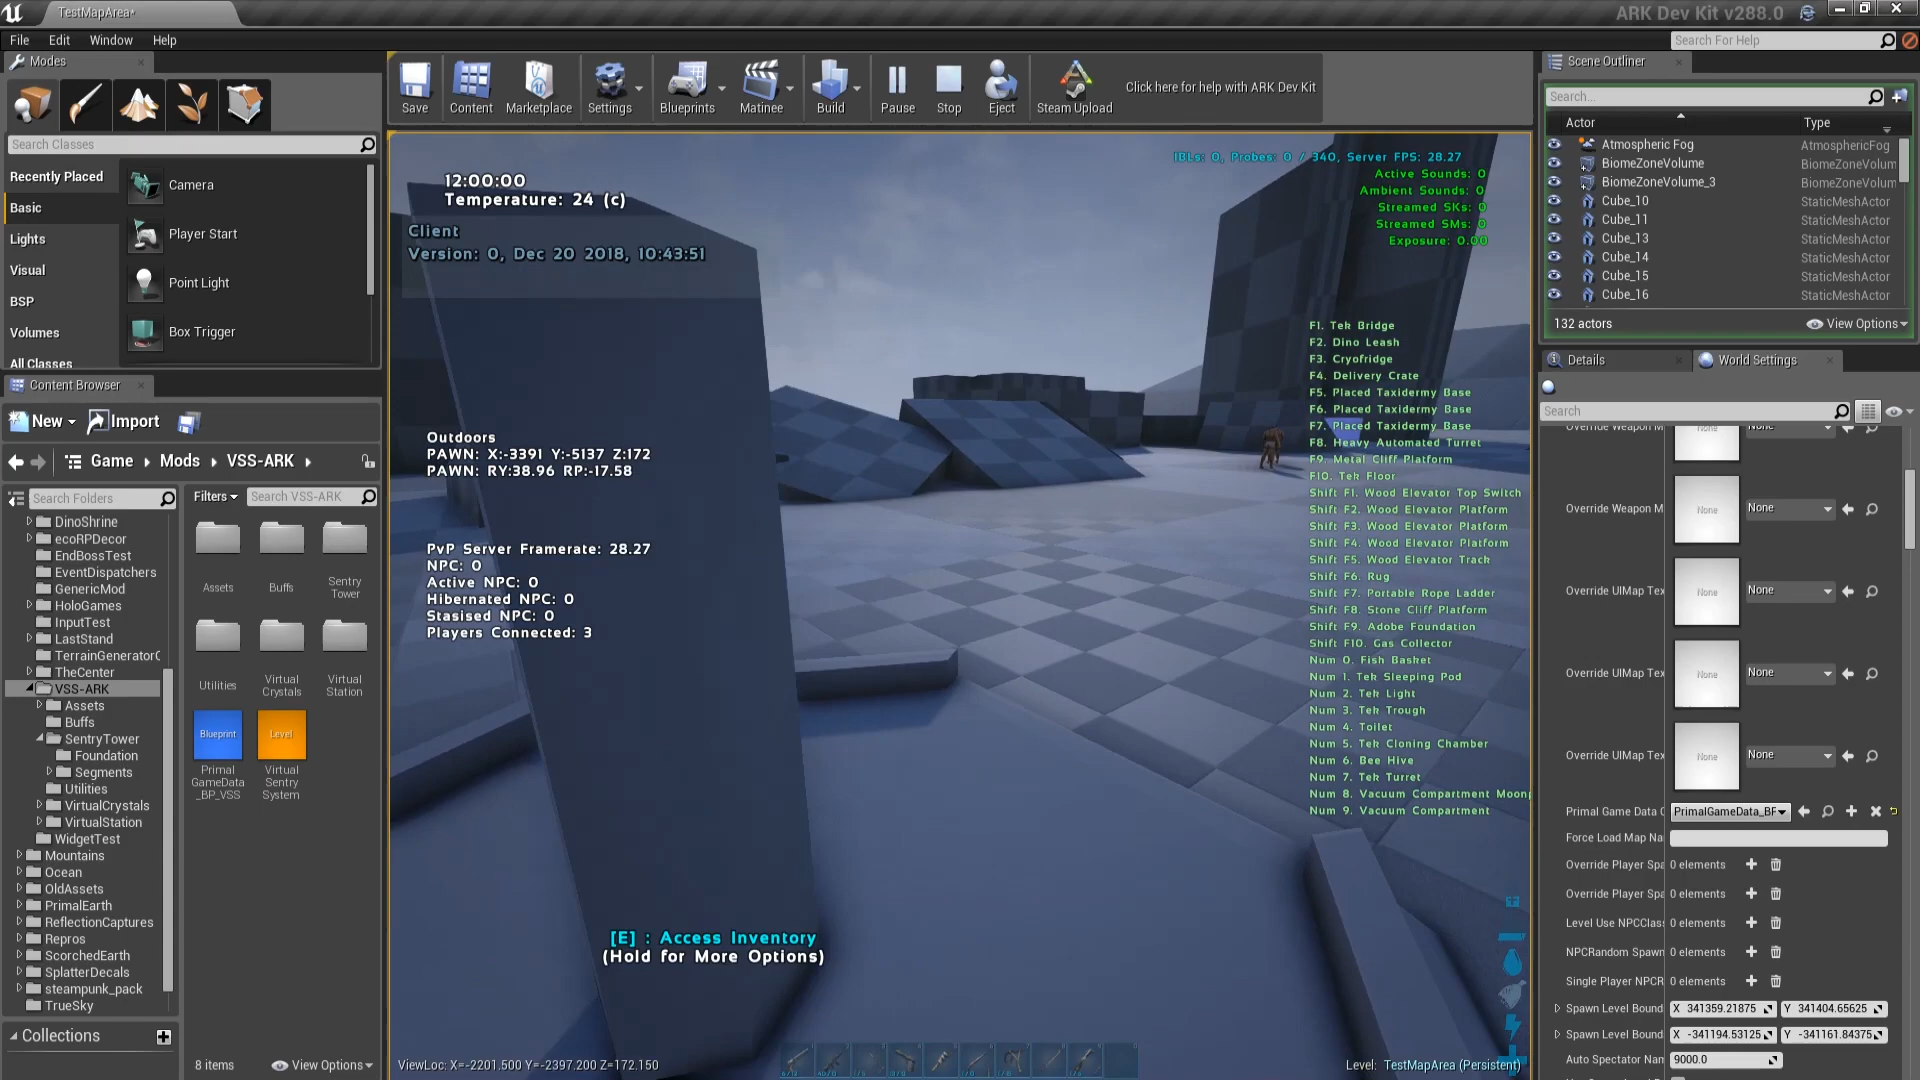 TestMapArea*
ARK Dev Kit v288.0
File Edit Window Help
Search For Help
Modes
Search Classes
Recently Placed
Basic
Lights
Visual
BSP
Volumes
All Classes
Camera
Player Start
Point Light
Box Trigger
Save Content Marketplace Settings Blueprints Matinee Build Pause Stop Eject Steam Upload
Click here for help with ARK Dev Kit
Content Browser
New Import
Game Mods VSS-ARK
Search Folders
Filters Search VSS-ARK
DinoShrine
ecoRPDecor
EndBossTest
EventDispatchers
GenericMod
HoloGames
InputTest
LastStand
TerrainGenerator
TheCenter
VSS-ARK
Assets
Buffs
SentryTower
Foundation
Segments
Utilities
VirtualCrystals
VirtualStation
WidgetTest
Mountains
Ocean
OldAssets
PrimalEarth
ReflectionCaptures
Repros
ScorchedEarth
SplatterDecals
steampunk_pack
TrueSky
Collections
Assets
Buffs
Sentry
Tower
Utilities
Virtual
Crystals
Virtual
Station
Blueprint
Level
Primal
GameData
_BP_VSS
Virtual
Sentry
System
8 items View Options
12:00:00
Temperature: 24 (c)
Client
Version: 0, Dec 20 2018, 10:43:51
Outdoors
PAWN: X:-3391 Y:-5137 Z:172
PAWN: RY:38.96 RP:-17.58
PvP Server Framerate: 28.27
NPC: 0
Active NPC: 0
Hibernated NPC: 0
Stasised NPC: 0
Players Connected: 3
[E] : Access Inventory
(Hold for More Options)
ViewLoc: X=-2201.500 Y=-2397.200 Z=172.150
Level: TestMapArea (Persistent)
IBLs: 0, Probes: 0 / 340, Server FPS: 28.27
Active Sounds: 0
Ambient Sounds: 0
Streamed SKs: 0
Streamed SMs: 0
Exposure: 0.00
F1. Tek Bridge
F2. Dino Leash
F3. Cryofridge
F4. Delivery Crate
F5. Placed Taxidermy Base
F6. Placed Taxidermy Base
F7. Placed Taxidermy Base
F8. Heavy Automated Turret
F9. Metal Cliff Platform
F10. Tek Floor
Shift F1. Wood Elevator Top Switch
Shift F2. Wood Elevator Platform
Shift F3. Wood Elevator Platform
Shift F4. Wood Elevator Platform
Shift F5. Wood Elevator Track
Shift F6. Rug
Shift F7. Portable Rope Ladder
Shift F8. Stone Cliff Platform
Shift F9. Adobe Foundation
Shift F10. Gas Collector
Num 0. Fish Basket
Num 1. Tek Sleeping Pod
Num 2. Tek Light
Num 3. Tek Trough
Num 4. Toilet
Num 5. Tek Cloning Chamber
Num 6. Bee Hive
Num 7. Tek Turret
Num 8. Vacuum Compartment Moonp
Num 9. Vacuum Compartment
Scene Outliner
Search...
Actor Type
Atmospheric Fog AtmosphericFog
BiomeZoneVolume BiomeZoneVolum
BiomeZoneVolume_3 BiomeZoneVolum
Cube_10 StaticMeshActor
Cube_11 StaticMeshActor
Cube_13 StaticMeshActor
Cube_14 StaticMeshActor
Cube_15 StaticMeshActor
Cube_16 StaticMeshActor
132 actors View Options
Details World Settings
Search
Override Weapon M None
Override Weapon M None None
Override UIMap Tex None None
Override UIMap Tex None None
Override UIMap Tex None None
Primal Game Data C PrimalGameData_BP
Force Load Map Na
Override Player Spa 0 elements
Override Player Spa 0 elements
Level Use NPCClas 0 elements
NPCRandom Spawn 0 elements
Single Player NPCR 0 elements
Spawn Level Bound X 341359.21875 Y 341404.65625
Spawn Level Bound X -341194.53125 Y -341161.84375
Auto Spectator Nam 9000.0